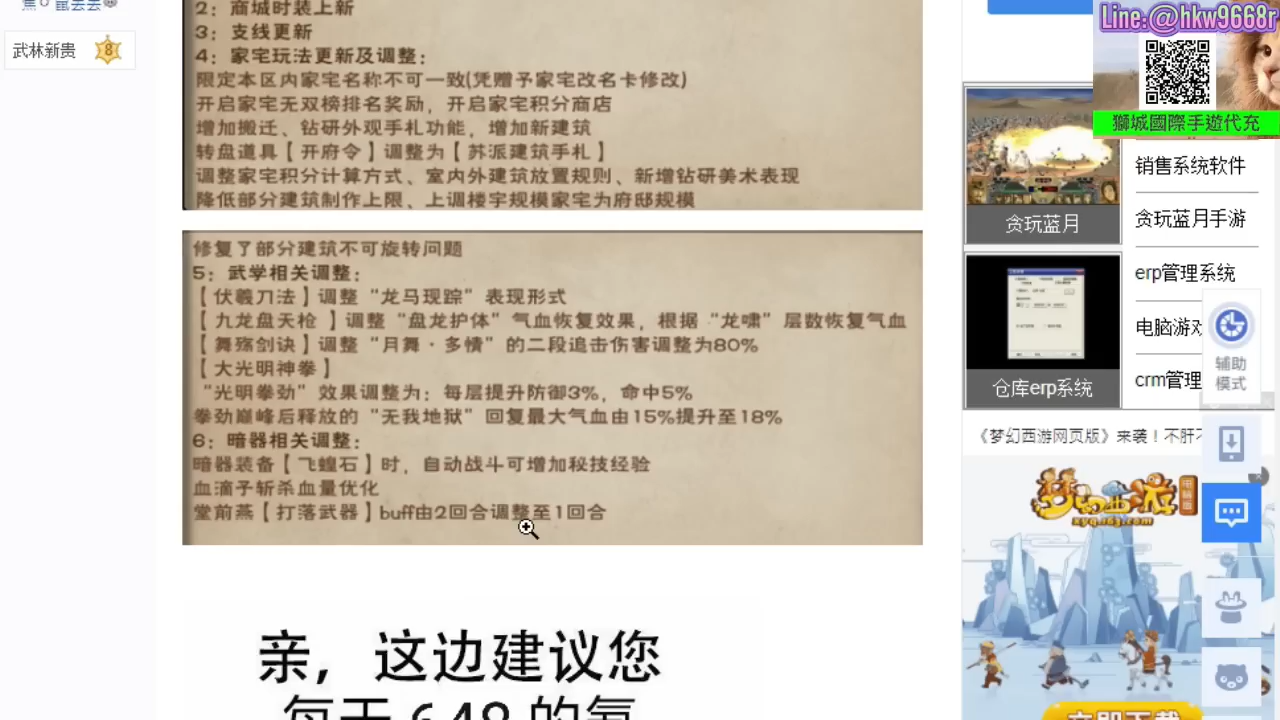 2：商城时装上新
3：支线更新
4：家宅玩法更新及调整：
限定本区内家宅名称不可一致(凭赠予家宅改名卡修改)
开启家宅无双榜排名奖励，开启家宅积分商店
增加搬迁、钻研外观手札功能，增加新建筑
转盘道具【开府令】调整为【苏派建筑手札】
调整家宅积分计算方式、室内外建筑放置规则、新增钻研美术表现
降低部分建筑制作上限、上调楼宇规模家宅为府邸规模
修复了部分建筑不可旋转问题
5：武学相关调整：
【伏羲刀法】调整“龙马现踪”表现形式
【九龙盘天枪】调整“盘龙护体”气血恢复效果，根据“龙啸”层数恢复气血
【舞殇剑诀】调整“月舞·多情”的二段追击伤害调整为80%
【大光明神拳】
“光明拳劲”效果调整为：每层提升防御3%，命中5%
拳劲巅峰后释放的“无我地狱”回复最大气血由15%提升至18%
6：暗器相关调整：
暗器装备【飞蝗石】时，自动战斗可增加秘技经验
血滴子斩杀血量优化
堂前燕【打落武器】buff由2回合调整至1回合
亲，这边建议您
每天 648 的氪
武林新贵
8
Line:@hkw9668r
獅城國際手遊代充
贪玩蓝月
仓库erp系统
销售系统软件
贪玩蓝月手游
erp管理系统
电脑游戏
crm管理
辅助
模式
《梦幻西游网页版》来袭！不肝不
梦幻西游
电脑版
xyq.163.com
立即下载